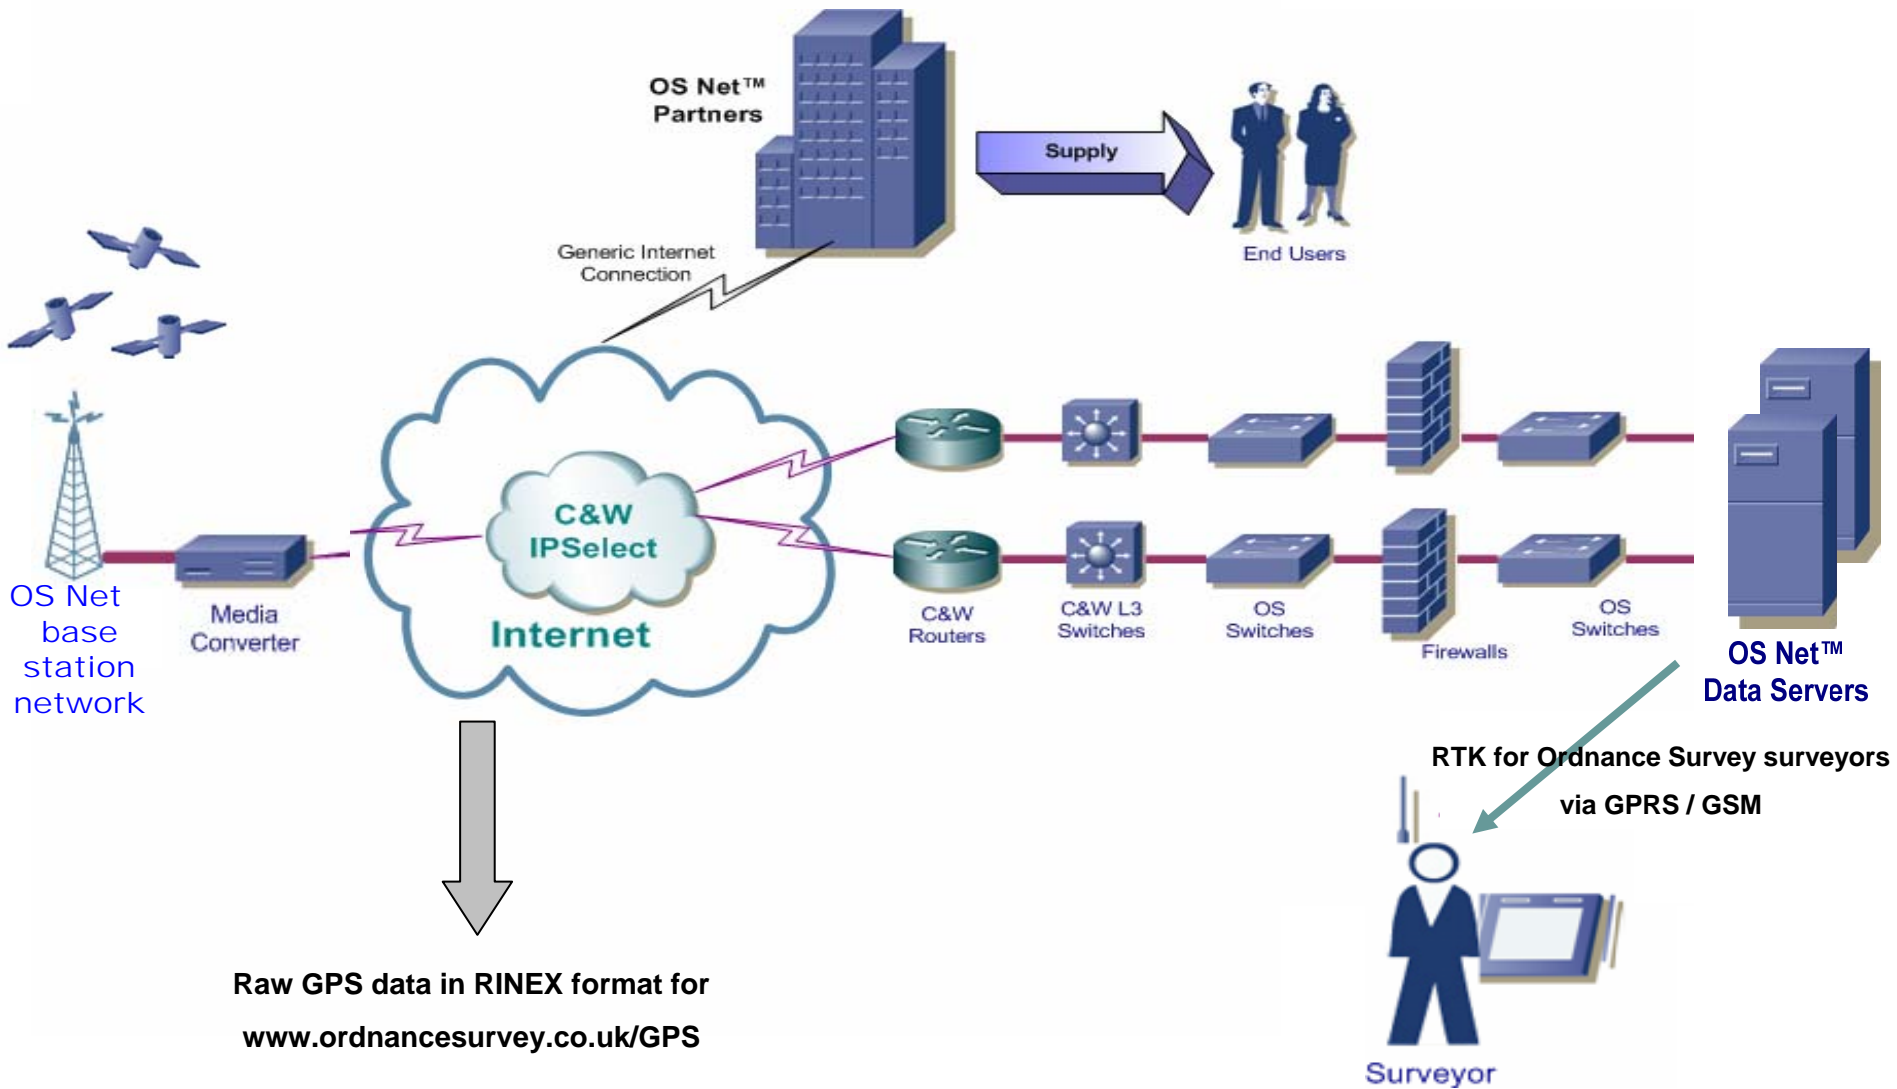 OS Net™
Partners
Supply
End Users
Generic Internet
Connection
C&W
IPSelect
Internet
OS Net
base
station
network
Media
Converter
C&W
Routers
C&W L3
Switches
OS
Switches
Firewalls
OS
Switches
OS Net™
Data Servers
RTK for Ordnance Survey surveyors
via GPRS / GSM
Raw GPS data in RINEX format for
www.ordnancesurvey.co.uk/GPS
Surveyor